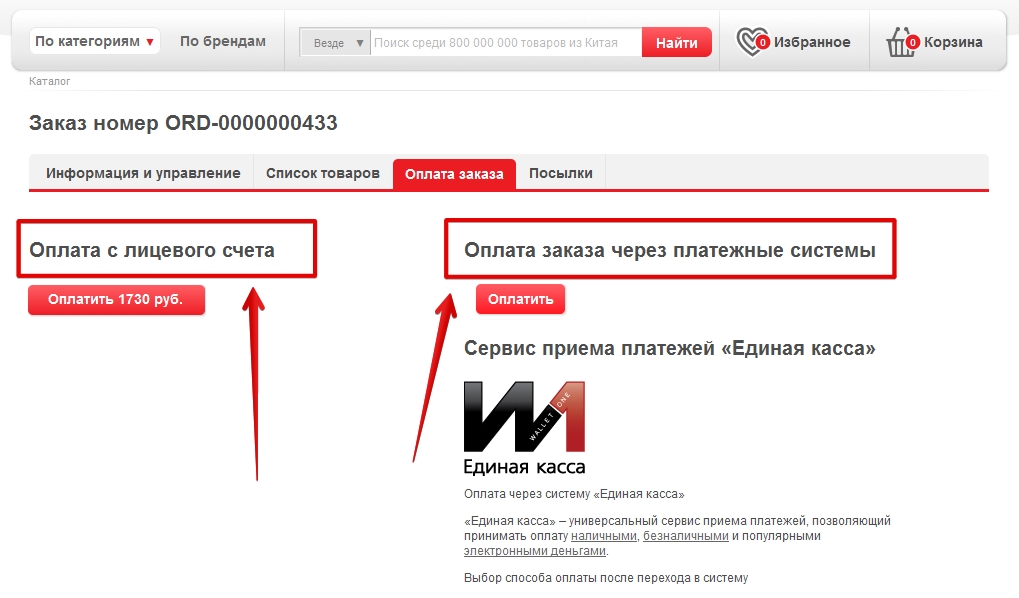 По категориям ▼ По брендам Везде ▼ Поиск среди 800 000 000 товаров из Китая Найти 0 Избранное 0 Корзина
Каталог
Заказ номер ORD-0000000433
Информация и управление Список товаров Оплата заказа Посылки
Оплата с лицевого счета
Оплатить 1730 руб.
Оплата заказа через платежные системы
Оплатить
Сервис приема платежей «Единая касса»
WALLET ONE
Единая касса
Оплата через систему «Единая касса»
«Единая касса» – универсальный сервис приема платежей, позволяющий
принимать оплату наличными, безналичными и популярными
электронными деньгами.
Выбор способа оплаты после перехода в систему